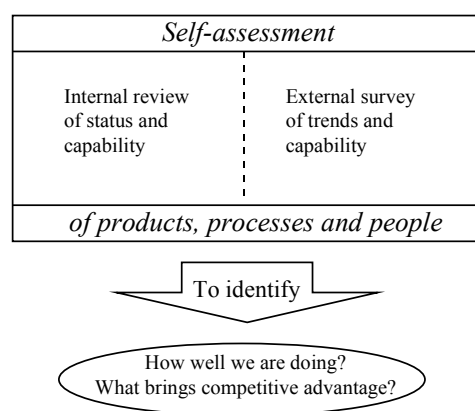 Self-assessment
Internal review
of status and
capability
External survey
of trends and
capability
of products, processes and people
To identify
How well we are doing?
What brings competitive advantage?